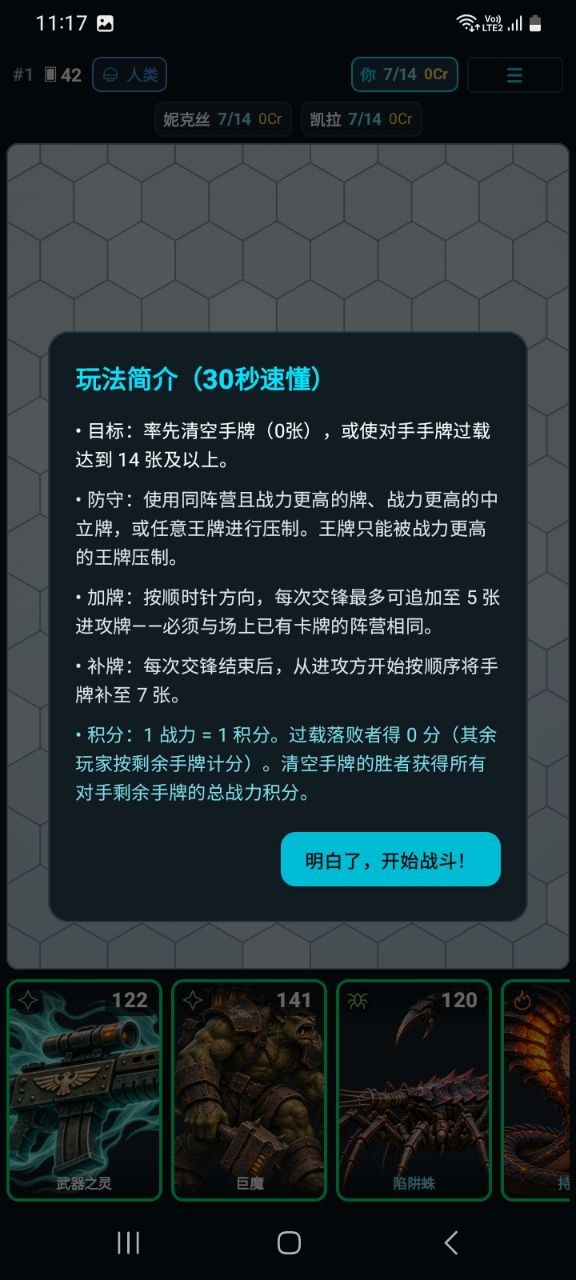 11:17
Vo))
LTE2
#1 42 人类 你 7/14 0Cr
妮克丝 7/14 0Cr 凯拉 7/14 0Cr
玩法简介（30秒速懂）
• 目标：率先清空手牌（0张），或使对手手牌过载
达到 14 张及以上。
• 防守：使用同阵营且战力更高的牌、战力更高的中
立牌，或任意王牌进行压制。王牌只能被战力更高
的王牌压制。
• 加牌：按顺时针方向，每次交锋最多可追加至 5 张
进攻牌——必须与场上已有卡牌的阵营相同。
• 补牌：每次交锋结束后，从进攻方开始按顺序将手
牌补至 7 张。
• 积分：1 战力 = 1 积分。过载落败者得 0 分（其余
玩家按剩余手牌计分）。清空手牌的胜者获得所有
对手剩余手牌的总战力积分。
明白了，开始战斗！
122 141 120
武器之灵 巨魔 陷阱蛛 持